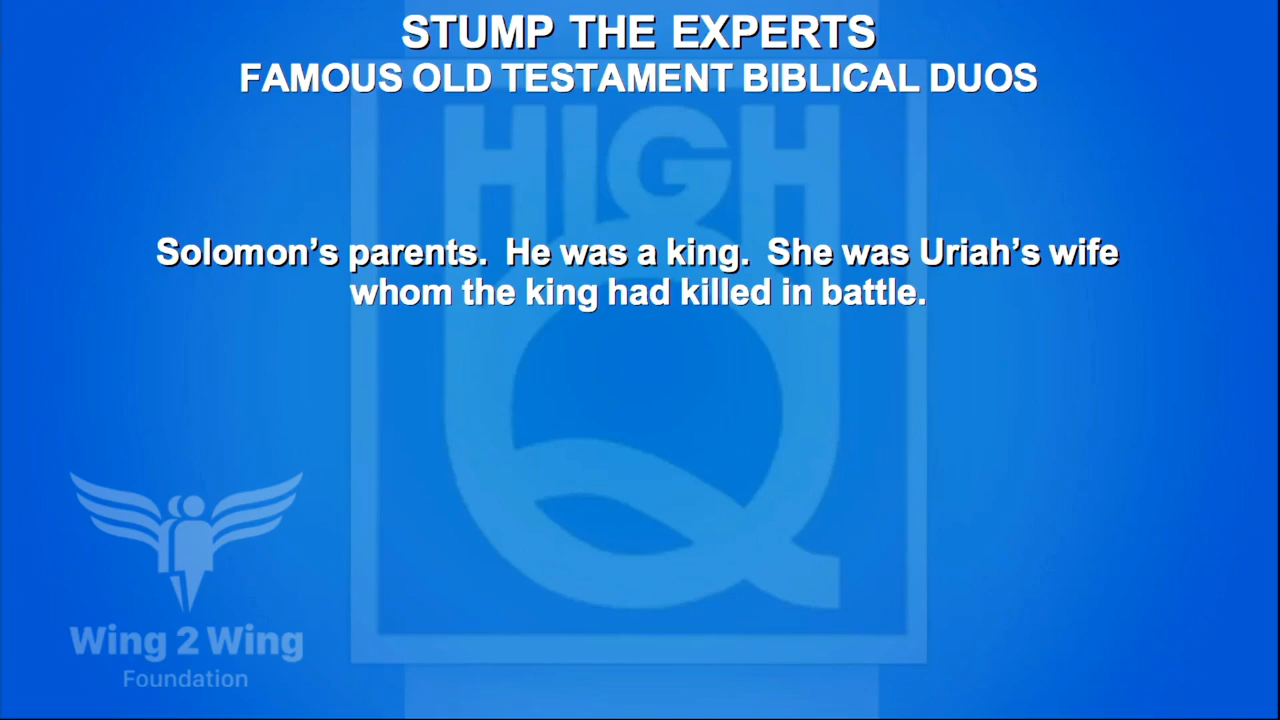 STUMP THE EXPERTS
FAMOUS OLD TESTAMENT BIBLICAL DUOS
HIGH
Q
Solomon’s parents.  He was a king.  She was Uriah’s wife
whom the king had killed in battle.
Wing 2 Wing
Foundation